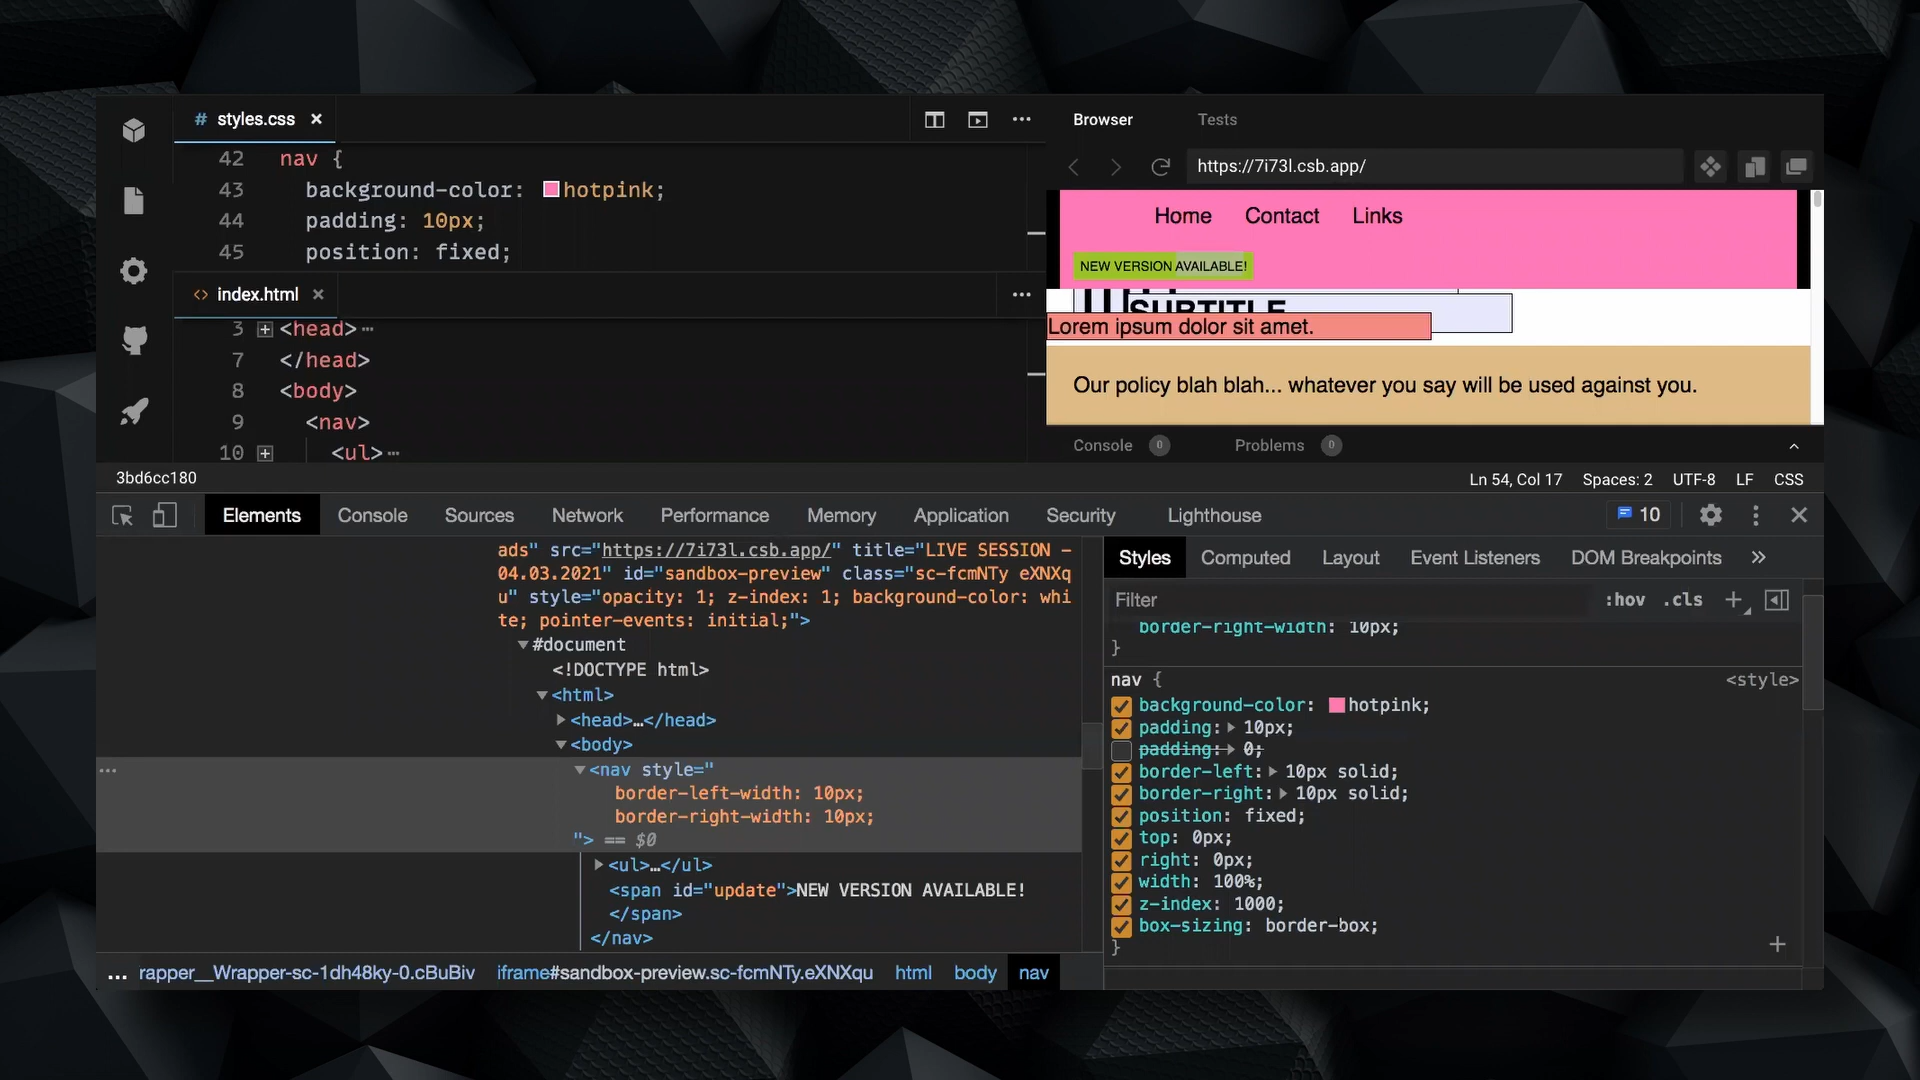 # styles.css ×
42 nav {
43 background-color: hotpink;
44 padding: 10px;
45 position: fixed;
<> index.html ×
3 <head>
7 </head>
8 <body>
9 <nav>
10 <ul>
Browser Tests
https://7i73l.csb.app/
Home Contact Links
NEW VERSION AVAILABLE!
SUBTITLE
Lorem ipsum dolor sit amet.
Our policy blah blah... whatever you say will be used against you.
Console 0 Problems 0
3bd6cc180
Ln 54, Col 17 Spaces: 2 UTF-8 LF CSS
Elements Console Sources Network Performance Memory Application Security Lighthouse 10
ads" src="https://7i73l.csb.app/" title="LIVE SESSION –
04.03.2021" id="sandbox-preview" class="sc-fcmNTy eXNXq
u" style="opacity: 1; z-index: 1; background-color: whi
te; pointer-events: initial;">
#document
<!DOCTYPE html>
<html>
<head>…</head>
<body>
<nav style="
border-left-width: 10px;
border-right-width: 10px;
"> == $0
<ul>…</ul>
<span id="update">NEW VERSION AVAILABLE!
</span>
</nav>
... rapper__Wrapper-sc-1dh48ky-0.cBuBiv iframe#sandbox-preview.sc-fcmNTy.eXNXqu html body nav
Styles Computed Layout Event Listeners DOM Breakpoints »
Filter :hov .cls +
border-right-width: 10px;
}
nav { <style>
background-color: hotpink;
padding: 10px;
padding: 0;
border-left: 10px solid;
border-right: 10px solid;
position: fixed;
top: 0px;
right: 0px;
width: 100%;
z-index: 1000;
box-sizing: border-box;
}